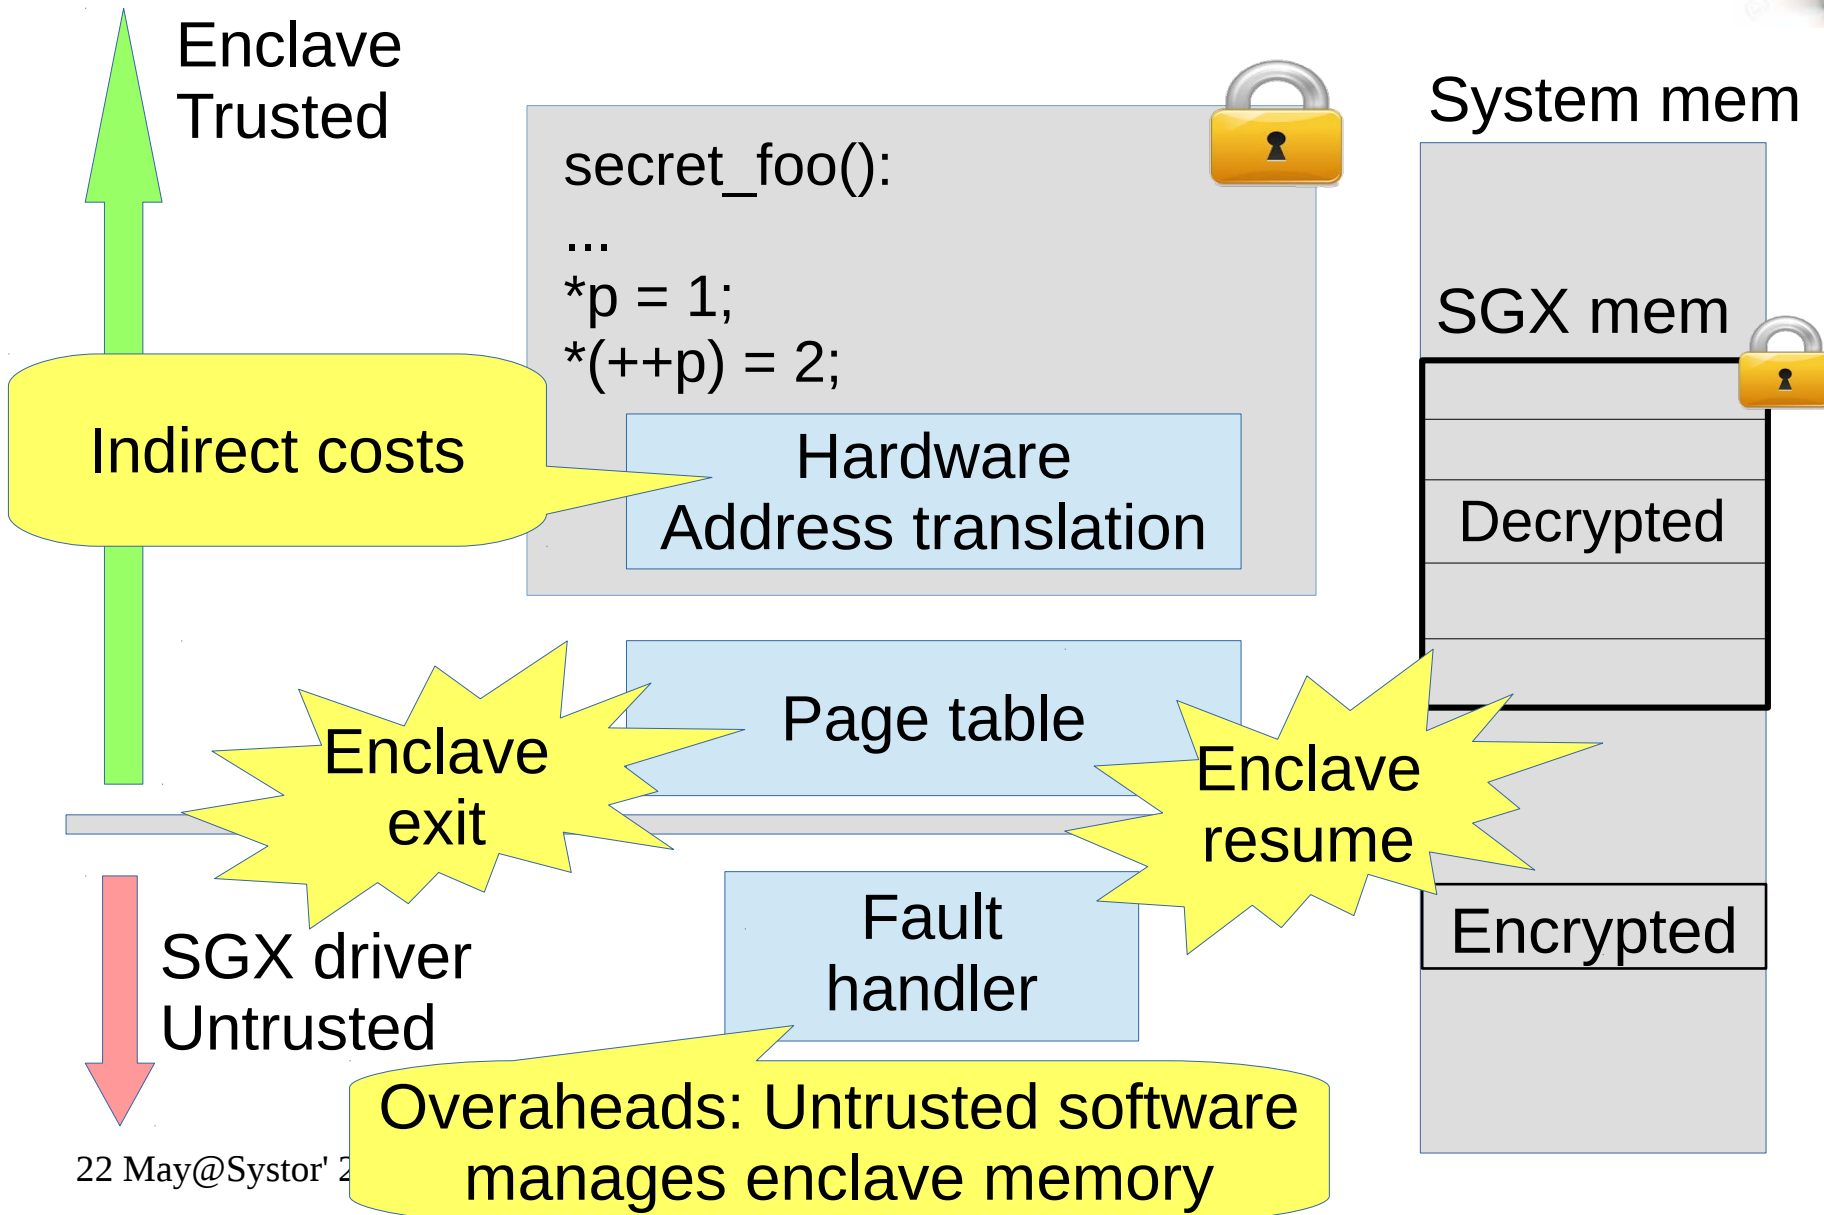 Enclave
Trusted
System mem
secret_foo():
...
*p = 1;
*(++p) = 2;
SGX mem
Indirect costs
Hardware
Address translation
Decrypted
Page table
Enclave
exit
Enclave
resume
Fault
handler
Encrypted
SGX driver
Untrusted
Overaheads: Untrusted software
manages enclave memory
22 May@Systor' 2